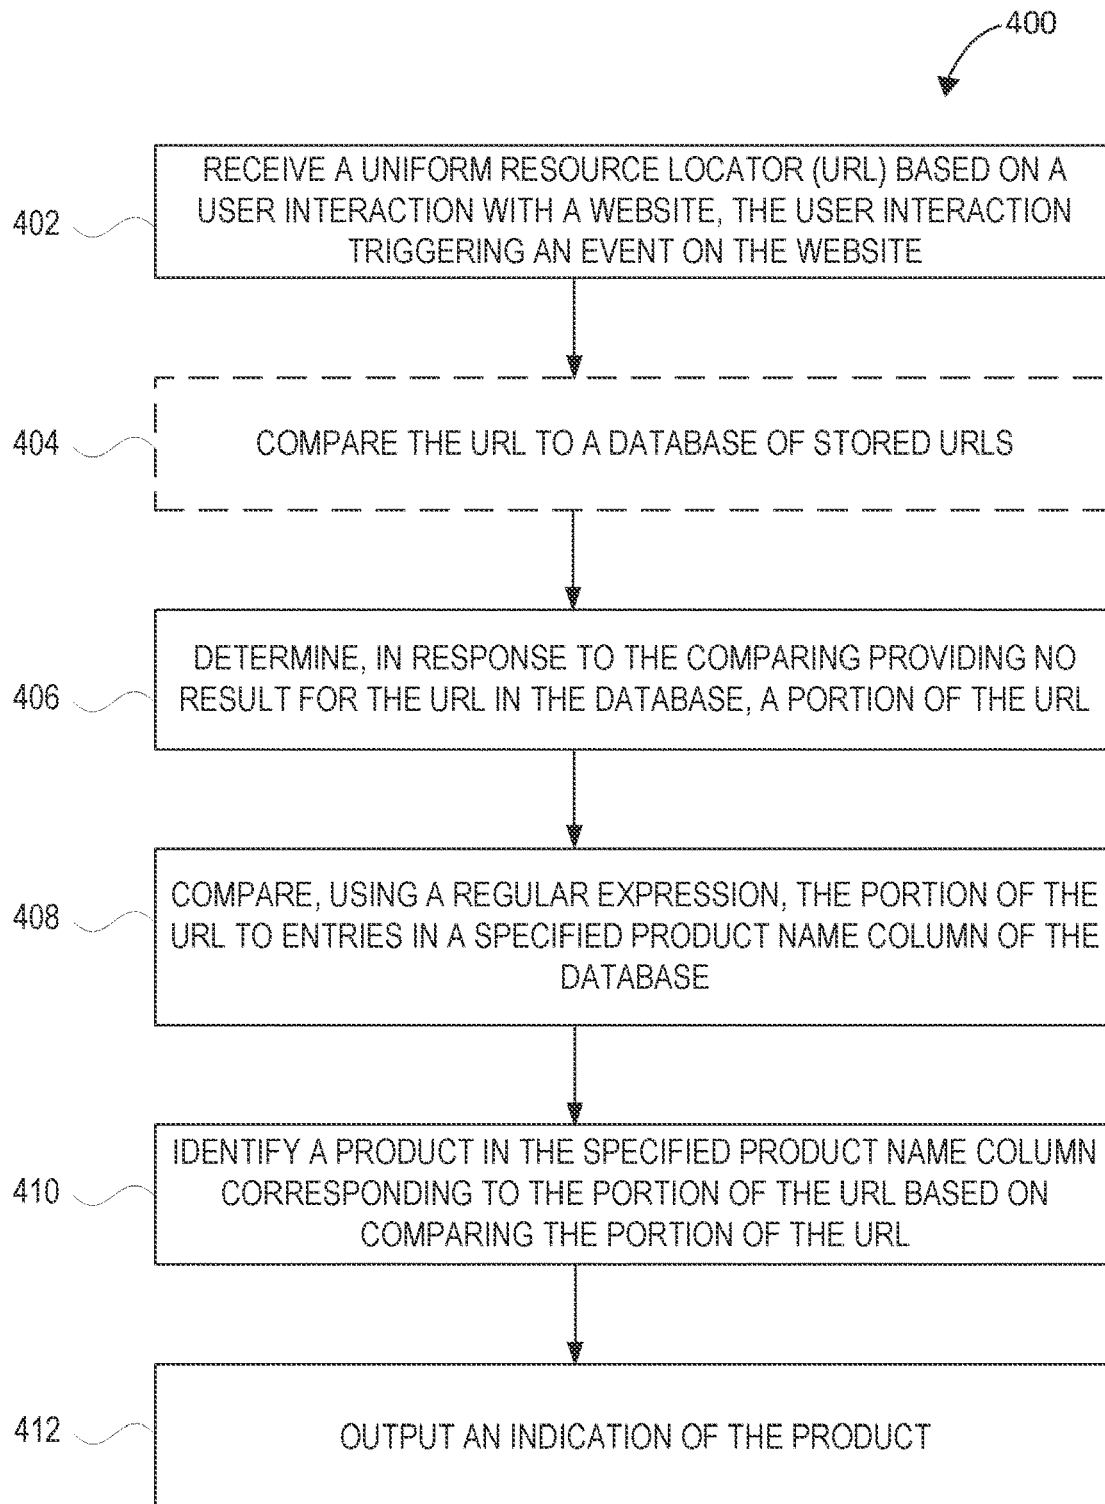 400
402
RECEIVE A UNIFORM RESOURCE LOCATOR (URL) BASED ON A
USER INTERACTION WITH A WEBSITE, THE USER INTERACTION
TRIGGERING AN EVENT ON THE WEBSITE
404
COMPARE THE URL TO A DATABASE OF STORED URLS
406
DETERMINE, IN RESPONSE TO THE COMPARING PROVIDING NO
RESULT FOR THE URL IN THE DATABASE, A PORTION OF THE URL
408
COMPARE, USING A REGULAR EXPRESSION, THE PORTION OF THE
URL TO ENTRIES IN A SPECIFIED PRODUCT NAME COLUMN OF THE
DATABASE
410
IDENTIFY A PRODUCT IN THE SPECIFIED PRODUCT NAME COLUMN
CORRESPONDING TO THE PORTION OF THE URL BASED ON
COMPARING THE PORTION OF THE URL
412
OUTPUT AN INDICATION OF THE PRODUCT